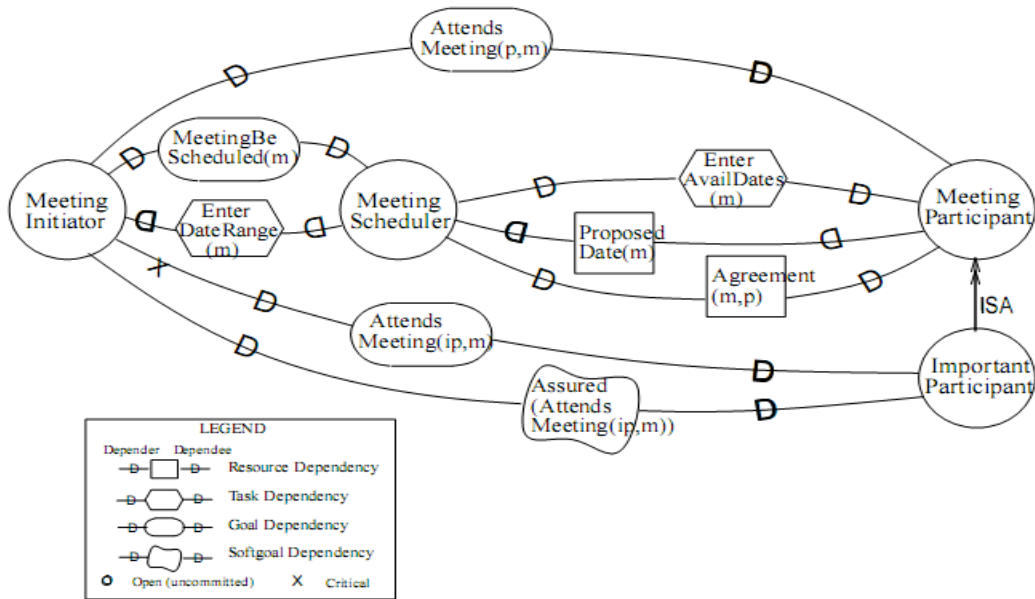 Attends
Meeting(p,m)
D
D
MeetingBe
Scheduled(m)
D
D
Meeting
Initiator
Enter
DateRange
(m)
D
D
Meeting
Scheduler
Enter
AvailDates
(m)
D
D
Meeting
Participant
Proposed
Date(m)
D
D
Agreement
(m,p)
D
D
ISA
X
D
Attends
Meeting(ip,m)
D
Important
Participant
D
Assured
(Attends
Meeting(ip,m))
D
LEGEND
Depender Dependee
D D Resource Dependency
D D Task Dependency
D D Goal Dependency
D D Softgoal Dependency
O Open (uncommitted) X Critical